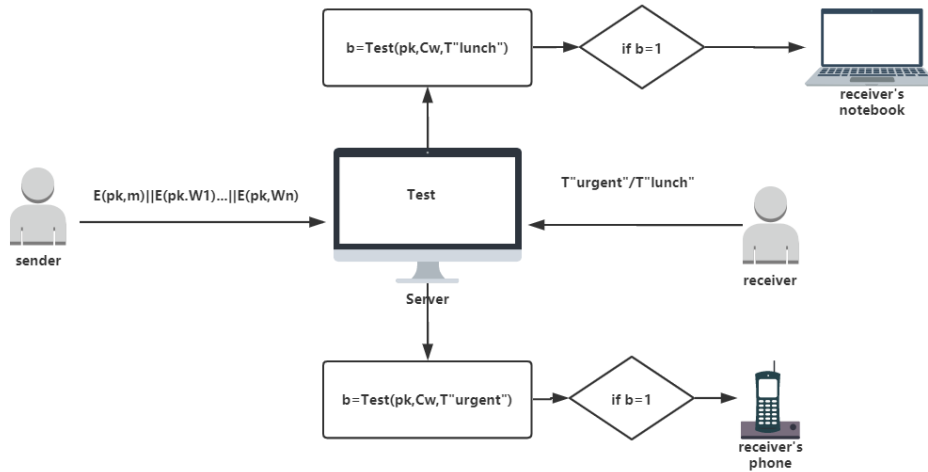 b=Test(pk,Cw,T"lunch")
if b=1
receiver's
notebook
E(pk,m)||E(pk.W1)...||E(pk,Wn)
Test
T"urgent"/T"lunch"
sender
receiver
Server
b=Test(pk,Cw,T"urgent")
if b=1
receiver's
phone